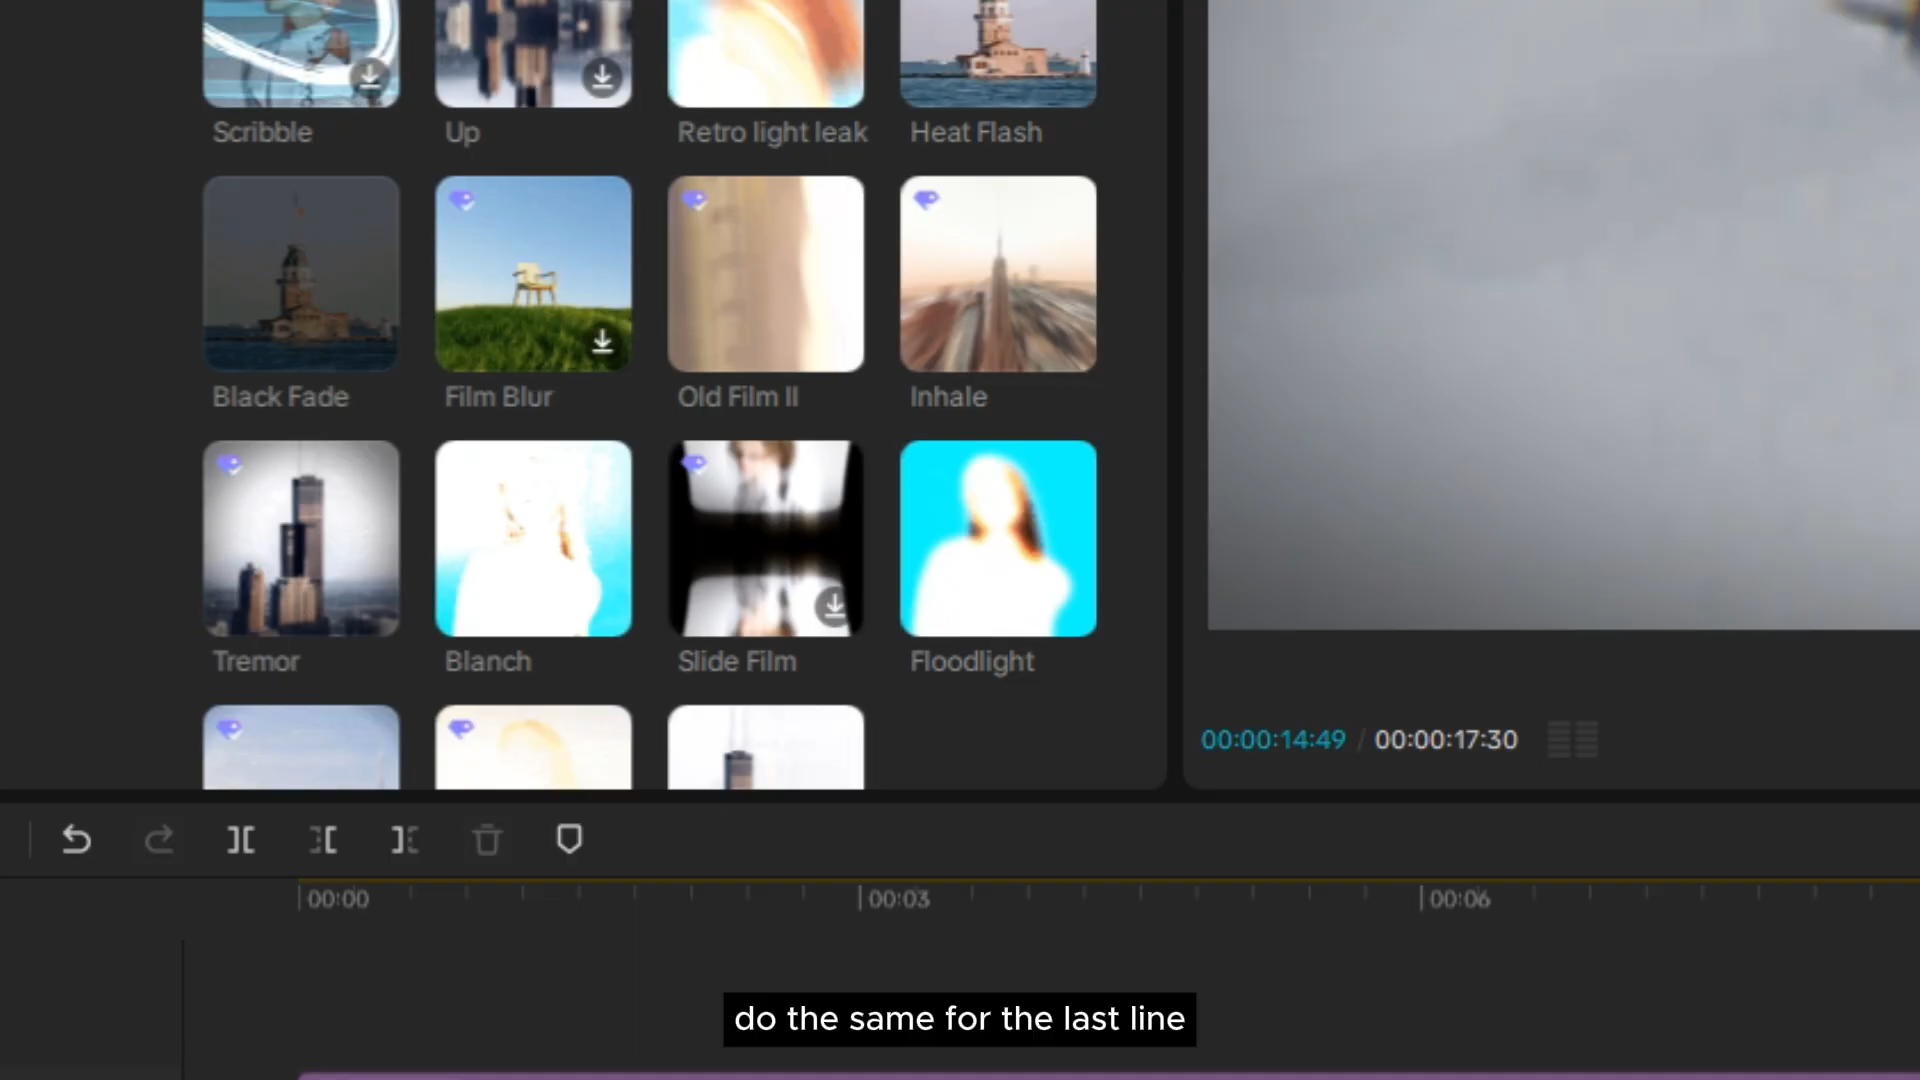 Scribble Up Retro light leak Heat Flash
Black Fade Film Blur Old Film II Inhale
Tremor Blanch Slide Film Floodlight
00:00:14:49 / 00:00:17:30
00:00 00:03 00:06
do the same for the last line